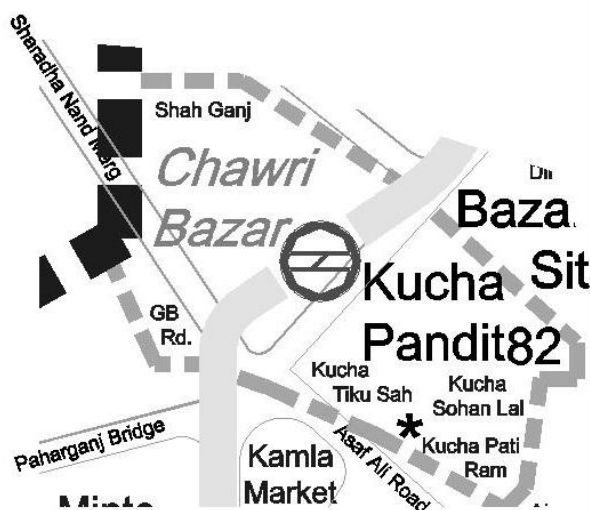 Sharadha Nand Marg
Shah Ganj
Chawri
Bazar
Baza
Sit
Kucha
Pandit82
GB
Rd.
Kucha
Tiku Sah
Kucha
Sohan Lal
*
Kucha Pati
Ram
Asaf Ali Road
Paharganj Bridge
Kamla
Market